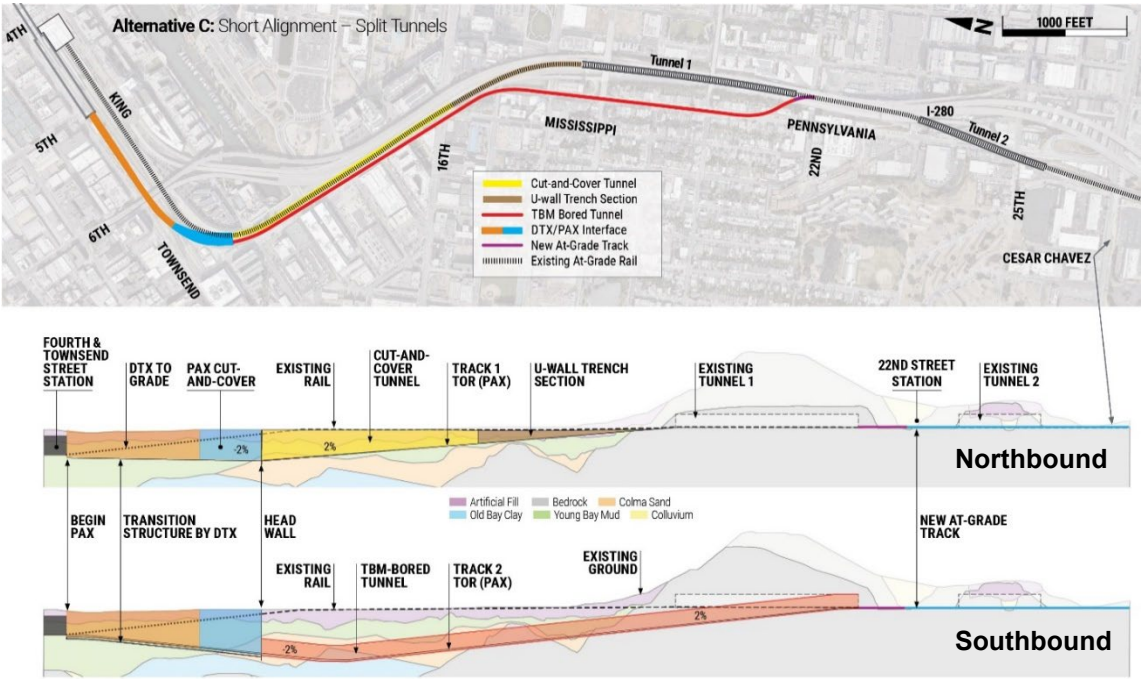 Alternative C: Short Alignment – Split Tunnels
N
1000 FEET
4TH
KING
5TH
6TH
TOWNSEND
16TH
Tunnel 1
MISSISSIPPI
PENNSYLVANIA
22ND
I-280
Tunnel 2
25TH
CESAR CHAVEZ
Cut-and-Cover Tunnel
U-wall Trench Section
TBM Bored Tunnel
DTX/PAX Interface
New At-Grade Track
Existing At-Grade Rail
FOURTH &
TOWNSEND
STREET
STATION
DTX TO
GRADE
PAX CUT-
AND-COVER
EXISTING
RAIL
CUT-AND-
COVER
TUNNEL
TRACK 1
TOR (PAX)
U-WALL TRENCH
SECTION
EXISTING
TUNNEL 1
22ND STREET
STATION
EXISTING
TUNNEL 2
-2%
2%
Northbound
Artificial Fill
Bedrock
Colma Sand
Old Bay Clay
Young Bay Mud
Colluvium
BEGIN
PAX
TRANSITION
STRUCTURE BY DTX
HEAD
WALL
NEW AT-GRADE
TRACK
EXISTING
RAIL
TBM-BORED
TUNNEL
TRACK 2
TOR (PAX)
EXISTING
GROUND
-2%
2%
Southbound